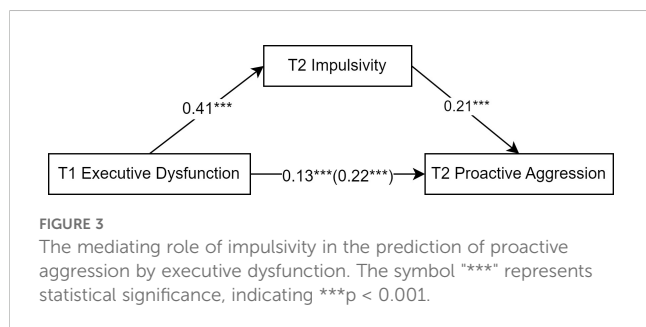 T2 Impulsivity
0.41***
0.21***
T1 Executive Dysfunction
0.13***(0.22***)
T2 Proactive Aggression
FIGURE 3
The mediating role of impulsivity in the prediction of proactive
aggression by executive dysfunction. The symbol "***" represents
statistical significance, indicating ***p < 0.001.